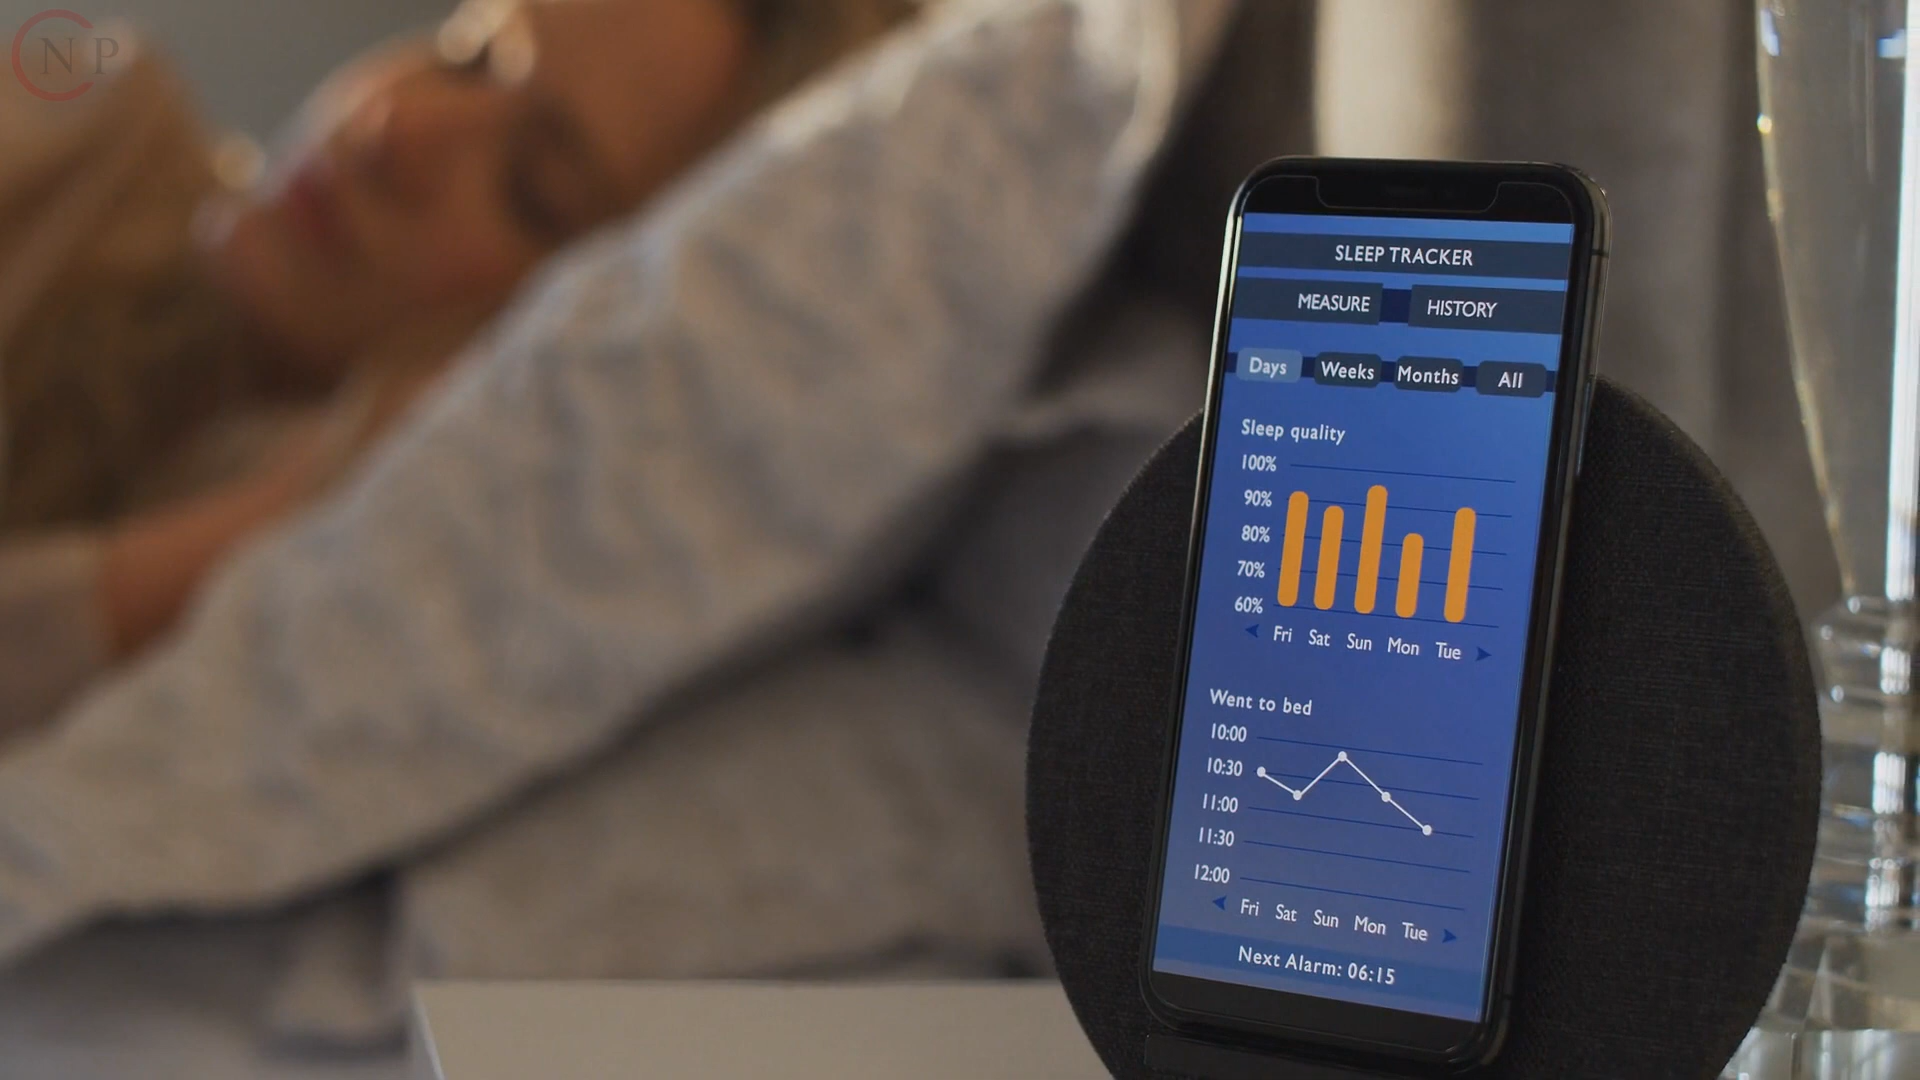 CNP
SLEEP TRACKER
MEASURE HISTORY
Days Weeks Months All
Sleep quality
100%
90%
80%
70%
60%
Fri Sat Sun Mon Tue
Went to bed
10:00
10:30
11:00
11:30
12:00
Fri Sat Sun Mon Tue
Next Alarm: 06:15